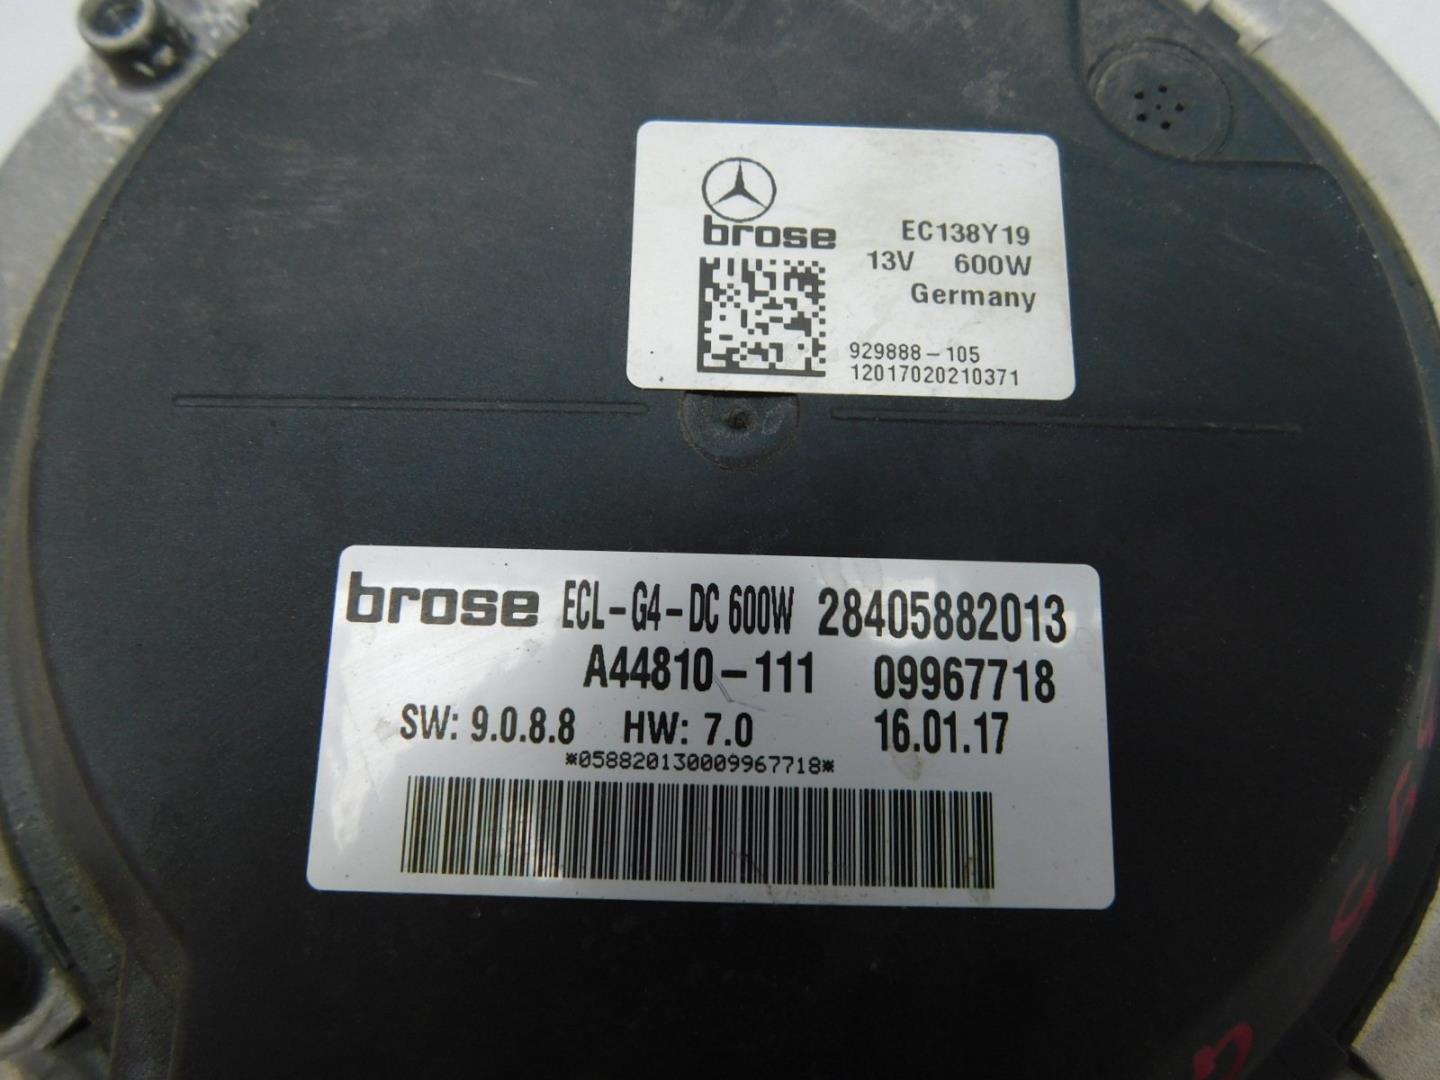 brose
EC138Y19
13V 600W
Germany
929888-105
12017020210371
brose ECL-G4-DC 600W 28405882013
A44810-111 09967718
SW: 9.0.8.8 HW: 7.0 16.01.17
*058820130009967718*